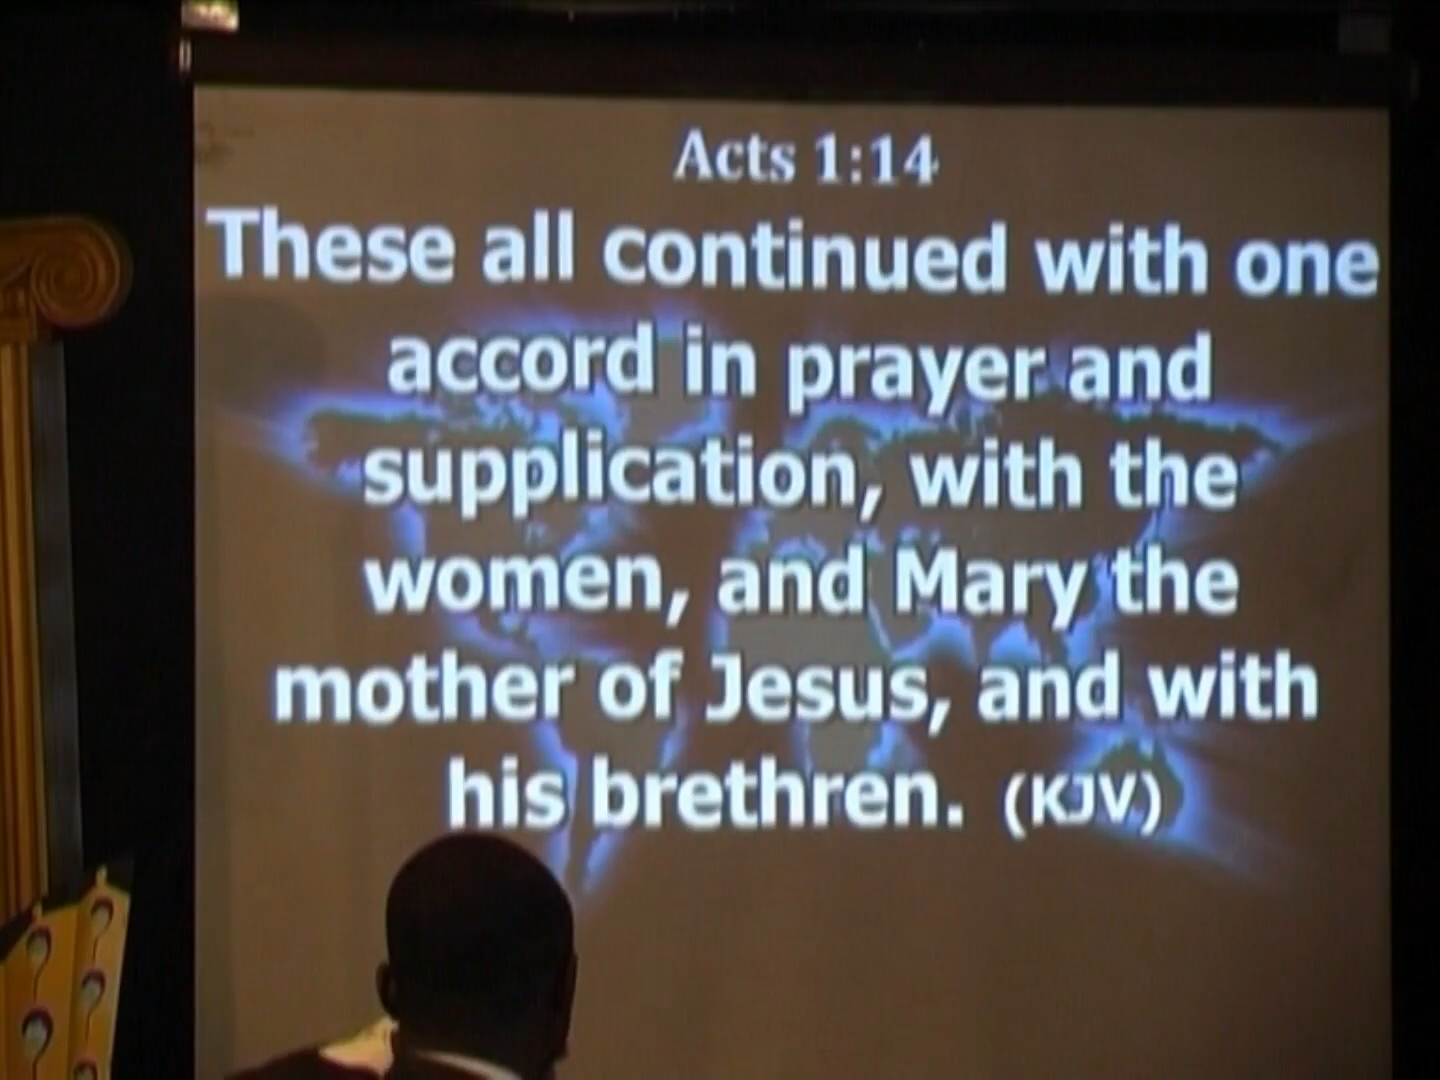 Acts 1:14
These all continued with one
accord in prayer and
supplication, with the
women, and Mary the
mother of Jesus, and with
his brethren. (KJV)